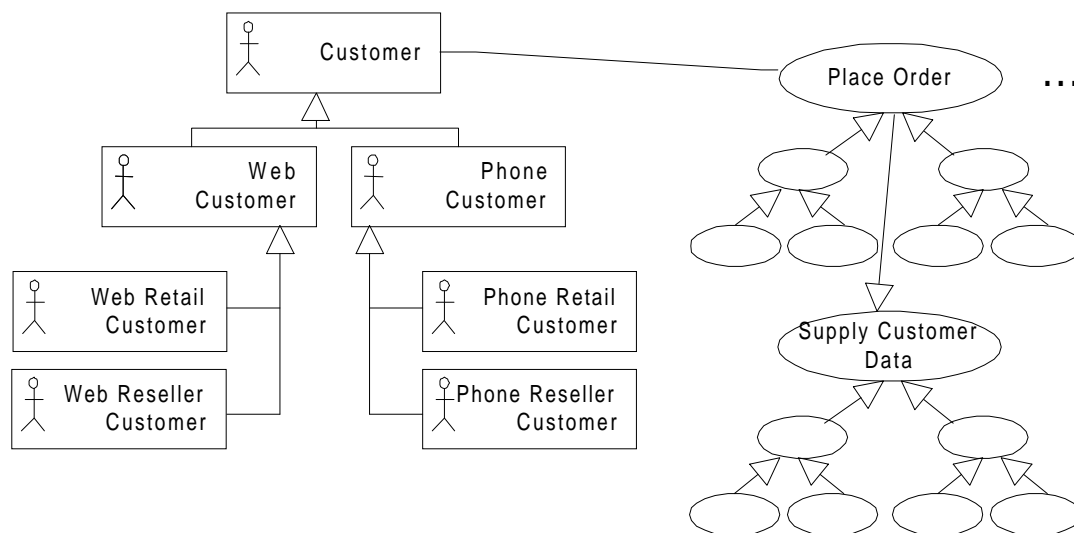 Customer
Place Order
...
Web
Customer
Phone
Customer
Web Retail
Customer
Phone Retail
Customer
Supply Customer
Data
Web Reseller
Customer
Phone Reseller
Customer